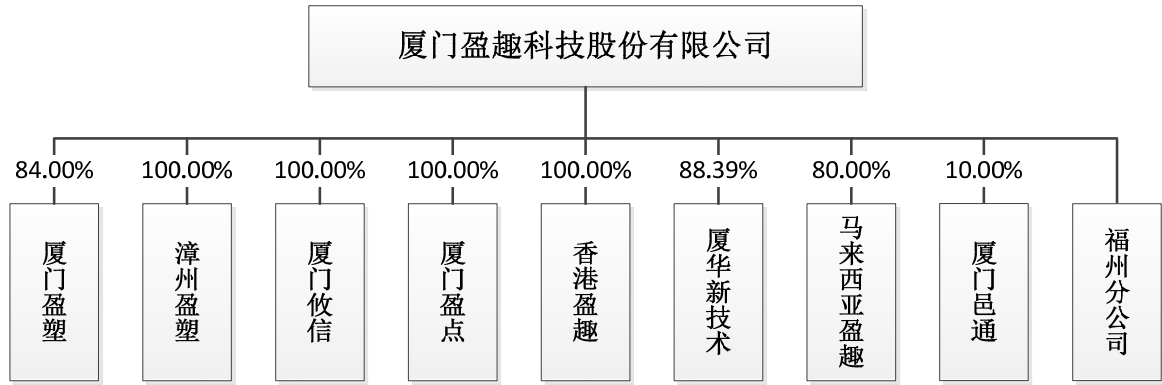 厦门盈趣科技股份有限公司
84.00%
100.00%
100.00%
100.00%
100.00%
88.39%
80.00%
10.00%
厦门盈塑
漳州盈塑
厦门攸信
厦门盈点
香港盈趣
厦华新技术
马来西亚盈趣
厦门邑通
福州分公司